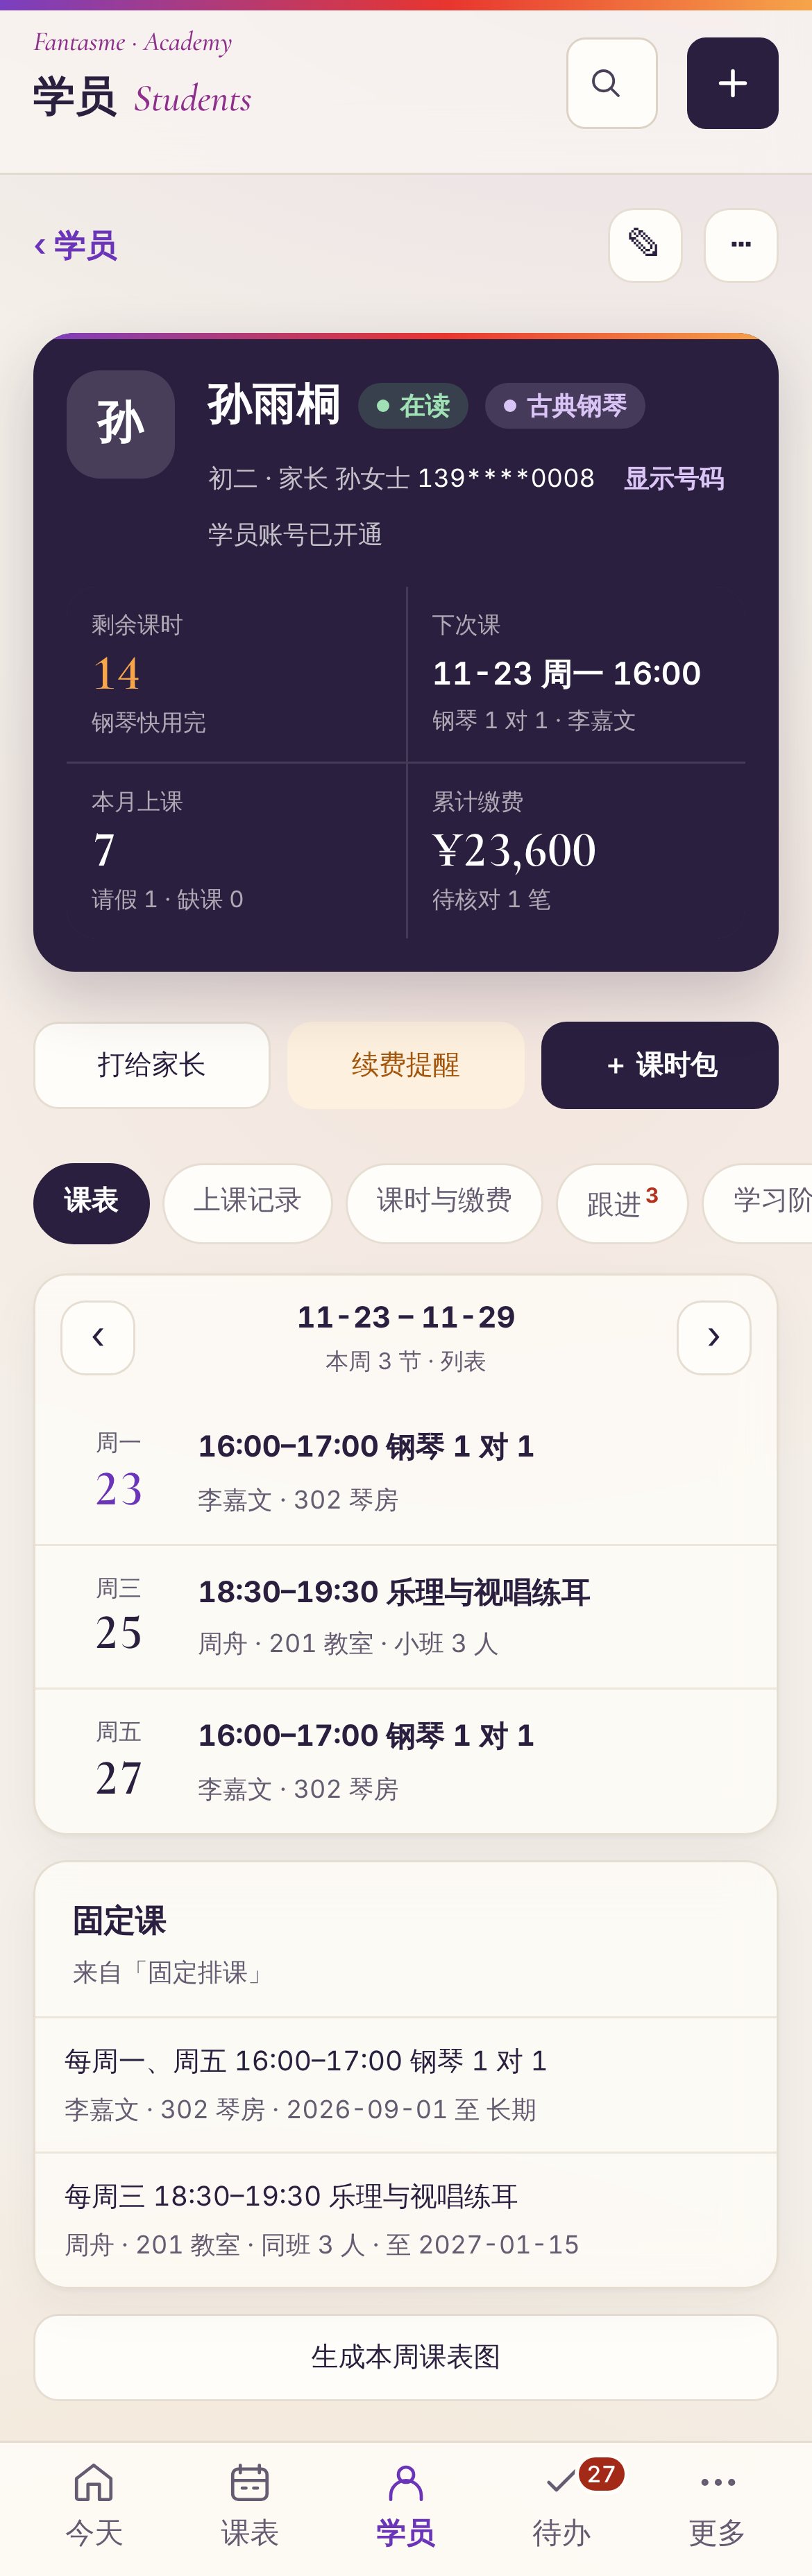 Fantasme · Academy
学员 Students
‹ 学员
孙
孙雨桐 在读 古典钢琴
初二 · 家长 孙女士 139****0008 显示号码
学员账号已开通
剩余课时
14
钢琴快用完
下次课
11-23 周一 16:00
钢琴 1 对 1 · 李嘉文
本月上课
7
请假 1 · 缺课 0
累计缴费
¥23,600
待核对 1 笔
打给家长 续费提醒 + 课时包
课表 上课记录 课时与缴费 跟进 3 学习阶
11-23 – 11-29
本周 3 节 · 列表
周一
23
16:00–17:00 钢琴 1 对 1
李嘉文 · 302 琴房
周三
25
18:30–19:30 乐理与视唱练耳
周舟 · 201 教室 · 小班 3 人
周五
27
16:00–17:00 钢琴 1 对 1
李嘉文 · 302 琴房
固定课
来自「固定排课」
每周一、周五 16:00–17:00 钢琴 1 对 1
李嘉文 · 302 琴房 · 2026-09-01 至 长期
每周三 18:30–19:30 乐理与视唱练耳
周舟 · 201 教室 · 同班 3 人 · 至 2027-01-15
生成本周课表图
27
今天 课表 学员 待办 更多